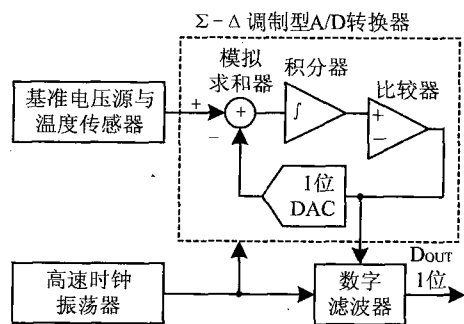 Σ-Δ 调制型A/D转换器
模拟
求和器
积分器
比较器
基准电压源与
温度传感器
+
+
−
∫
+
−
1位
DAC
高速时钟
振荡器
数字
滤波器
DOUT
1位